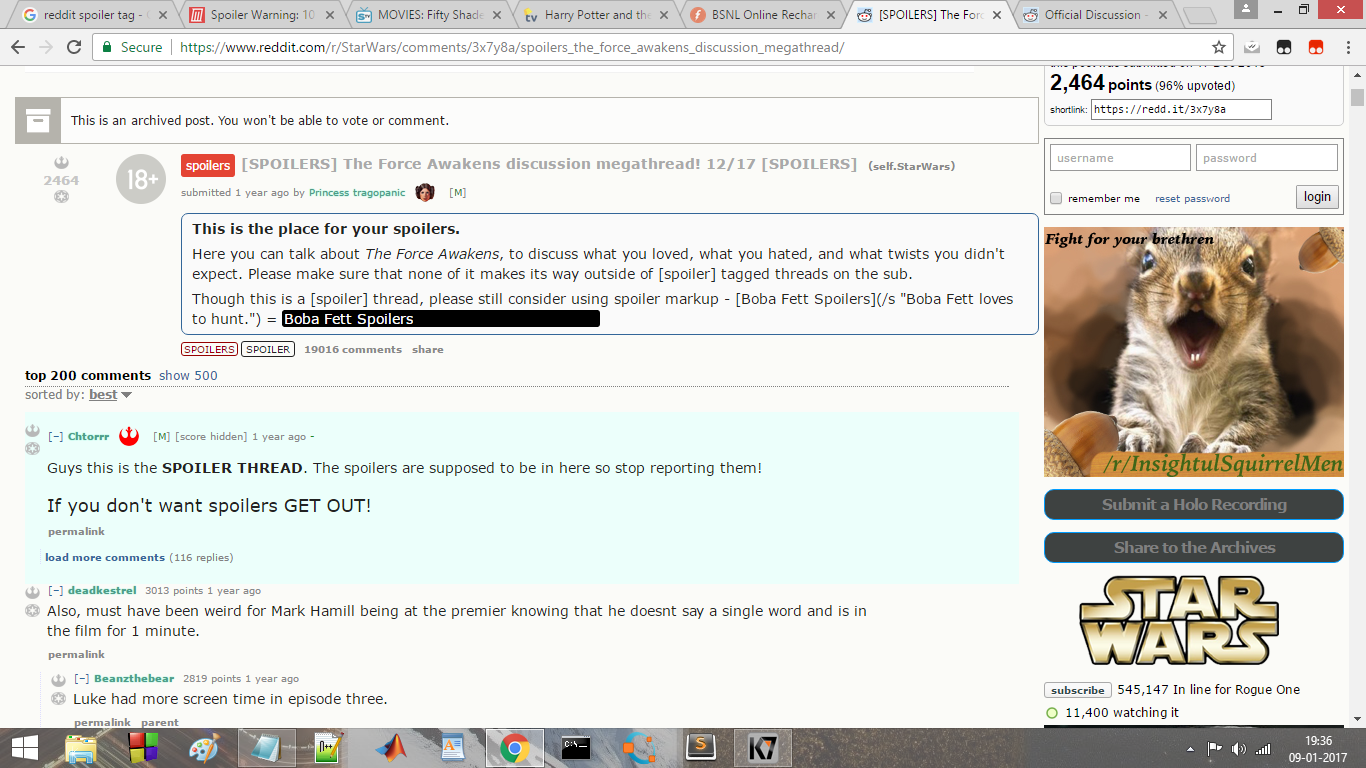 reddit spoiler tag -
Spoiler Warning: 10
MOVIES: Fifty Shade
Harry Potter and the
BSNL Online Rechar
[SPOILERS] The Forc
Official Discussion -
Secure
https://www.reddit.com/r/StarWars/comments/3x7y8a/spoilers_the_force_awakens_discussion_megathread/
This is an archived post. You won't be able to vote or comment.
2464
18+
spoilers [SPOILERS] The Force Awakens discussion megathread! 12/17 [SPOILERS] (self.StarWars)
submitted 1 year ago by Princess tragopanic [M]
This is the place for your spoilers.
Here you can talk about The Force Awakens, to discuss what you loved, what you hated, and what twists you didn't
expect. Please make sure that none of it makes its way outside of [spoiler] tagged threads on the sub.
Though this is a [spoiler] thread, please still consider using spoiler markup - [Boba Fett Spoilers](/s "Boba Fett loves
to hunt.") = Boba Fett Spoilers
SPOILERS SPOILER 19016 comments share
top 200 comments show 500
sorted by: best
[–] Chtorrr [M] [score hidden] 1 year ago -
Guys this is the SPOILER THREAD. The spoilers are supposed to be in here so stop reporting them!
If you don't want spoilers GET OUT!
permalink
load more comments (116 replies)
[–] deadkestrel 3013 points 1 year ago
Also, must have been weird for Mark Hamill being at the premier knowing that he doesnt say a single word and is in
the film for 1 minute.
permalink
[–] Beanzthebear 2819 points 1 year ago
Luke had more screen time in episode three.
permalink parent
2,464 points (96% upvoted)
shortlink: https://redd.it/3x7y8a
username
password
remember me reset password login
Fight for your brethren
/r/InsightulSquirrelMen
Submit a Holo Recording
Share to the Archives
STAR
WARS
subscribe 545,147 In line for Rogue One
11,400 watching it
19:36
09-01-2017